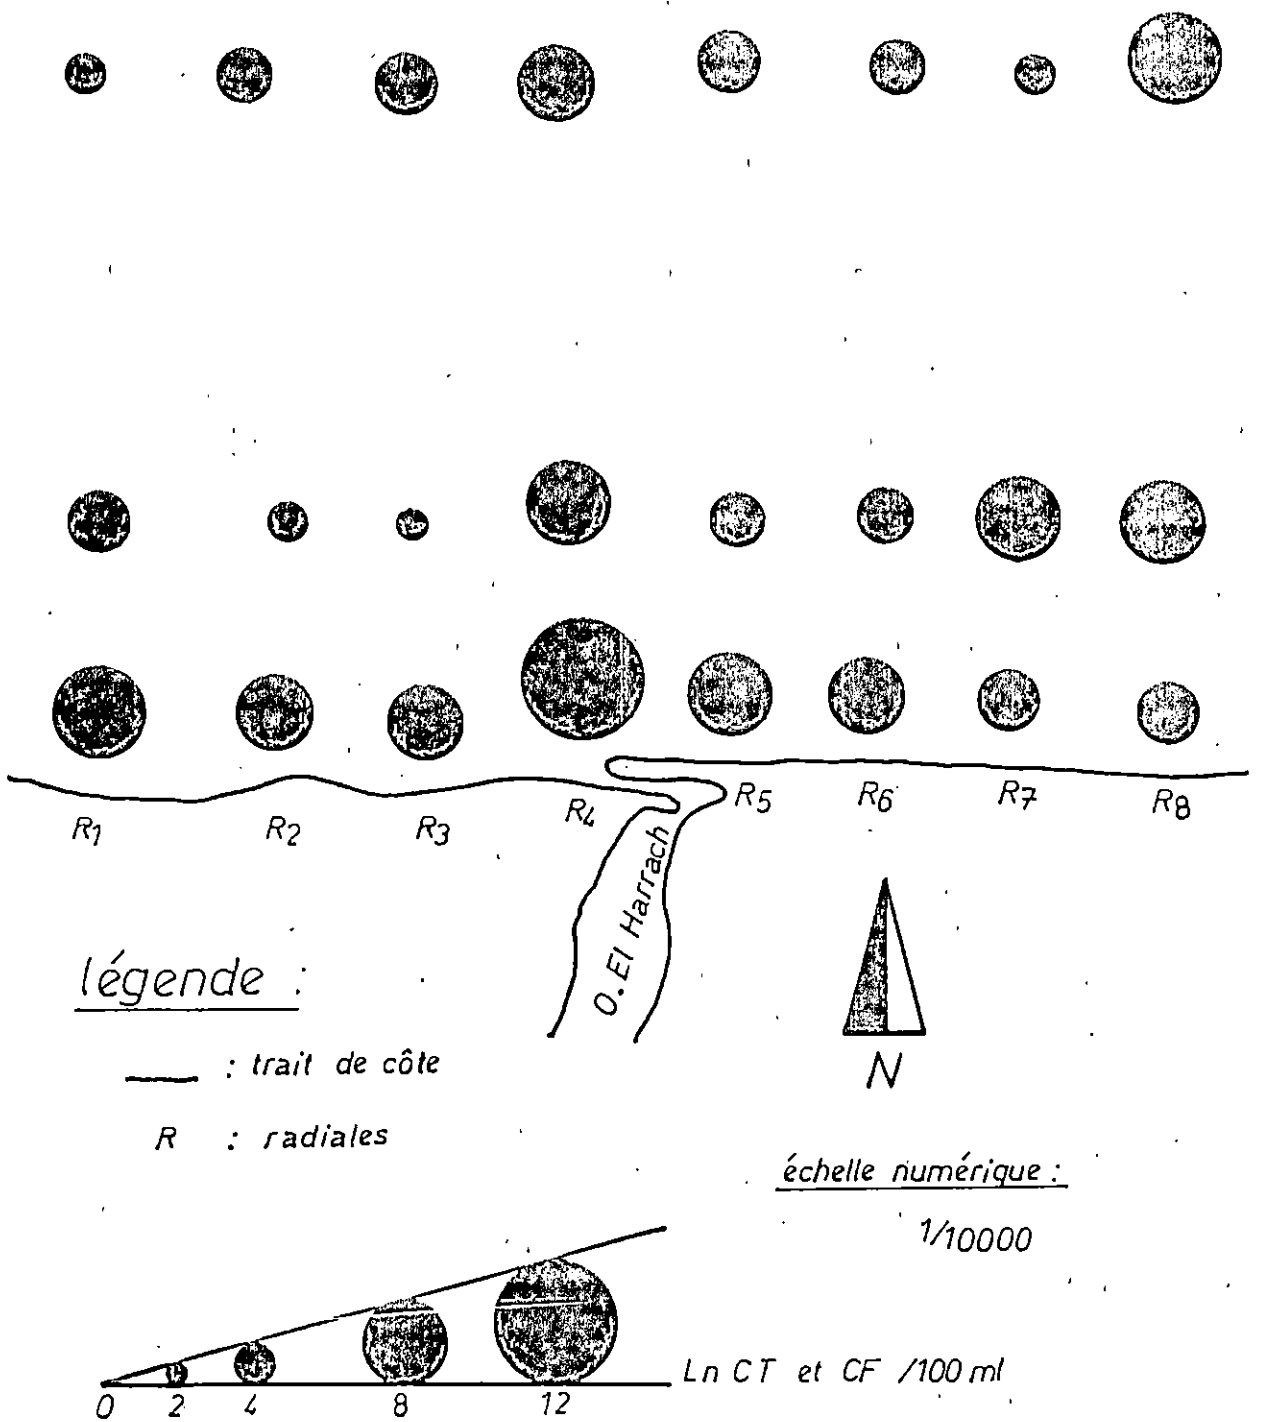 R1 R2 R3 R4 R5 R6 R7 R8
O. El Harrach
légende :
: trait de côte
R : radiales
N
échelle numérique :
1/10000
Ln CT et CF /100 ml
0 2 4 8 12